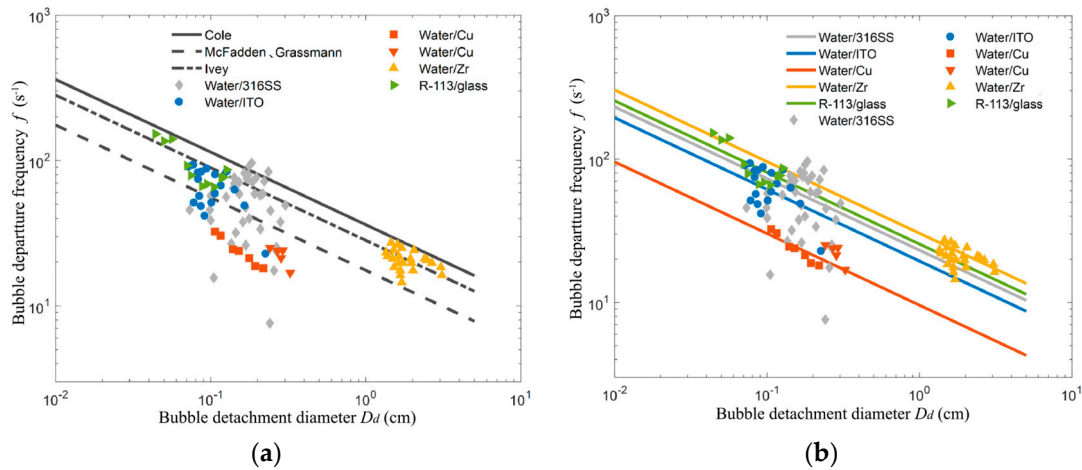 10³
Cole
McFadden、Grassmann
Ivey
Water/316SS
Water/ITO
Water/Cu
Water/Cu
Water/Zr
R-113/glass
Bubble departure frequency f (s⁻¹)
10²
10¹
10⁻² 10⁻¹ 10⁰ 10¹
Bubble detachment diameter Dd (cm)
(a)
10³
Water/316SS
Water/ITO
Water/Cu
Water/Zr
R-113/glass
Water/316SS
Water/ITO
Water/Cu
Water/Cu
Water/Zr
R-113/glass
Bubble departure frequency f (s⁻¹)
10²
10¹
10⁻² 10⁻¹ 10⁰ 10¹
Bubble detachment diameter Dd (cm)
(b)